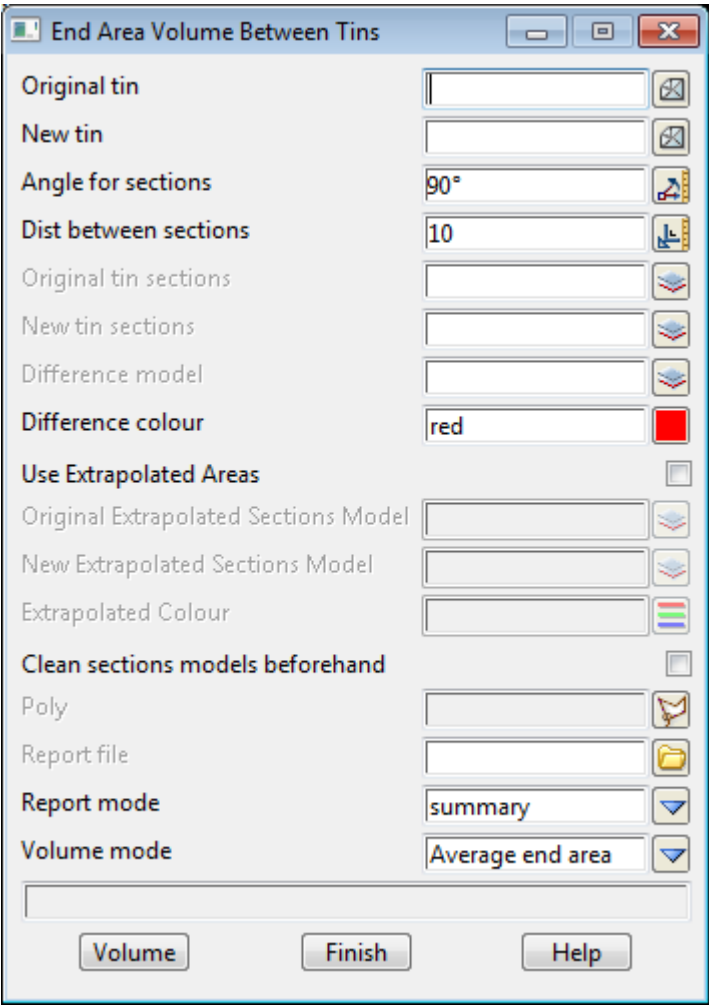 End Area Volume Between Tins
Original tin
New tin
Angle for sections 90°
Dist between sections 10
Original tin sections
New tin sections
Difference model
Difference colour red
Use Extrapolated Areas
Original Extrapolated Sections Model
New Extrapolated Sections Model
Extrapolated Colour
Clean sections models beforehand
Poly
Report file
Report mode summary
Volume mode Average end area
Volume Finish Help